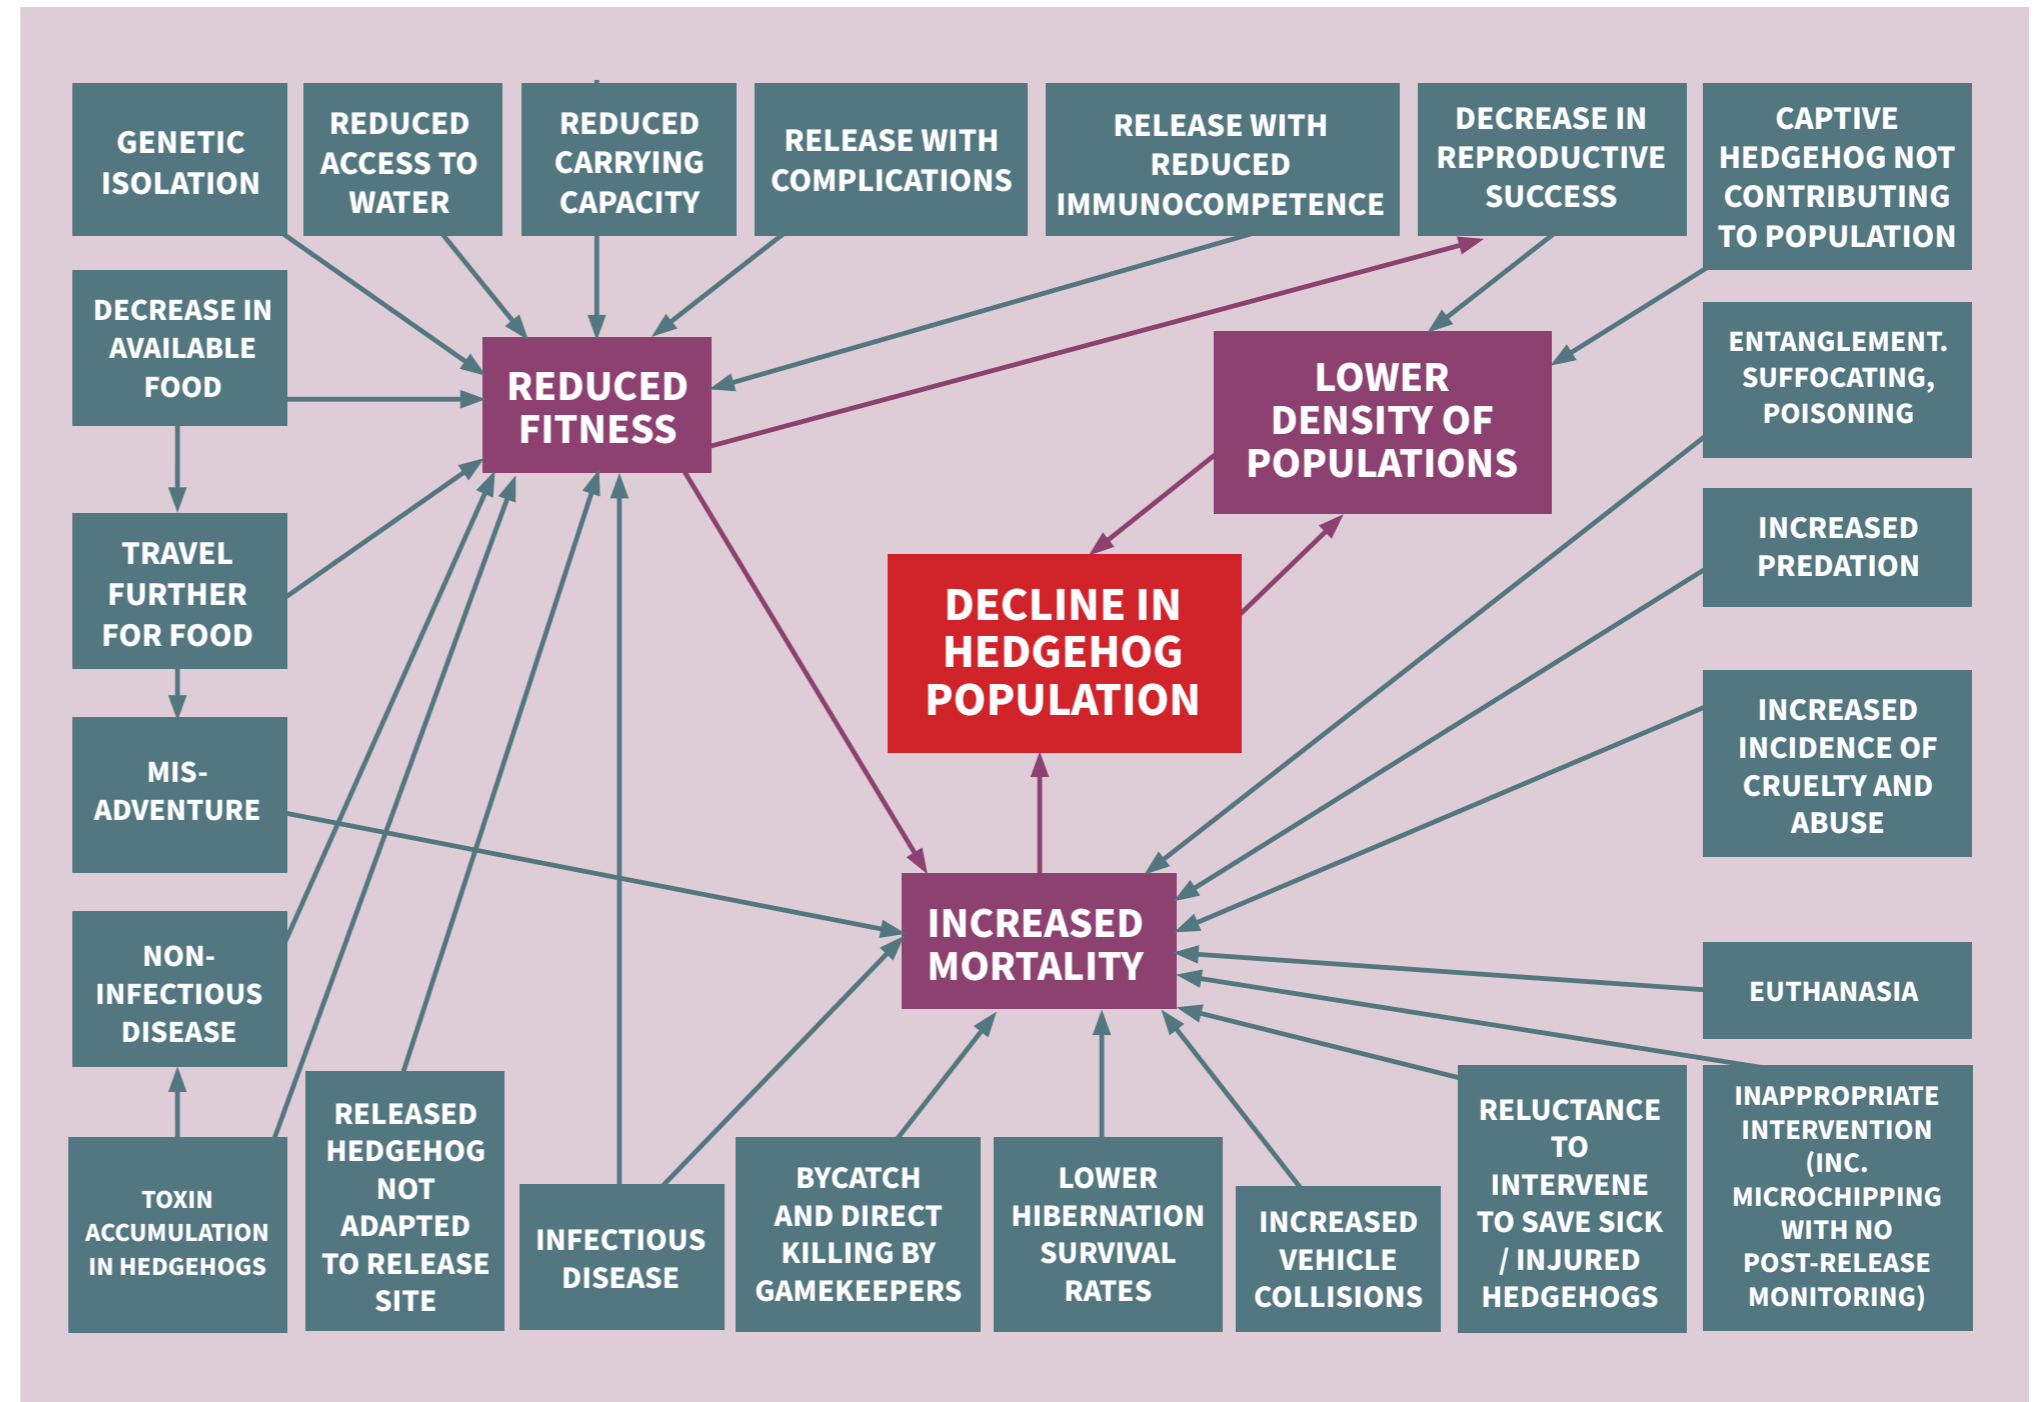 GENETIC
ISOLATION
REDUCED
ACCESS TO
WATER
REDUCED
CARRYING
CAPACITY
RELEASE WITH
COMPLICATIONS
RELEASE WITH
REDUCED
IMMUNOCOMPETENCE
DECREASE IN
REPRODUCTIVE
SUCCESS
CAPTIVE
HEDGEHOG NOT
CONTRIBUTING
TO POPULATION
DECREASE IN
AVAILABLE
FOOD
REDUCED
FITNESS
LOWER
DENSITY OF
POPULATIONS
ENTANGLEMENT.
SUFFOCATING,
POISONING
TRAVEL
FURTHER
FOR FOOD
DECLINE IN
HEDGEHOG
POPULATION
INCREASED
PREDATION
MIS-
ADVENTURE
INCREASED
INCIDENCE OF
CRUELTY AND
ABUSE
NON-
INFECTIOUS
DISEASE
INCREASED
MORTALITY
EUTHANASIA
TOXIN
ACCUMULATION
IN HEDGEHOGS
RELEASED
HEDGEHOG
NOT
ADAPTED
TO RELEASE
SITE
INFECTIOUS
DISEASE
BYCATCH
AND DIRECT
KILLING BY
GAMEKEEPERS
LOWER
HIBERNATION
SURVIVAL
RATES
INCREASED
VEHICLE
COLLISIONS
RELUCTANCE
TO
INTERVENE
TO SAVE SICK
/ INJURED
HEDGEHOGS
INAPPROPRIATE
INTERVENTION
(INC.
MICROCHIPPING
WITH NO
POST-RELEASE
MONITORING)